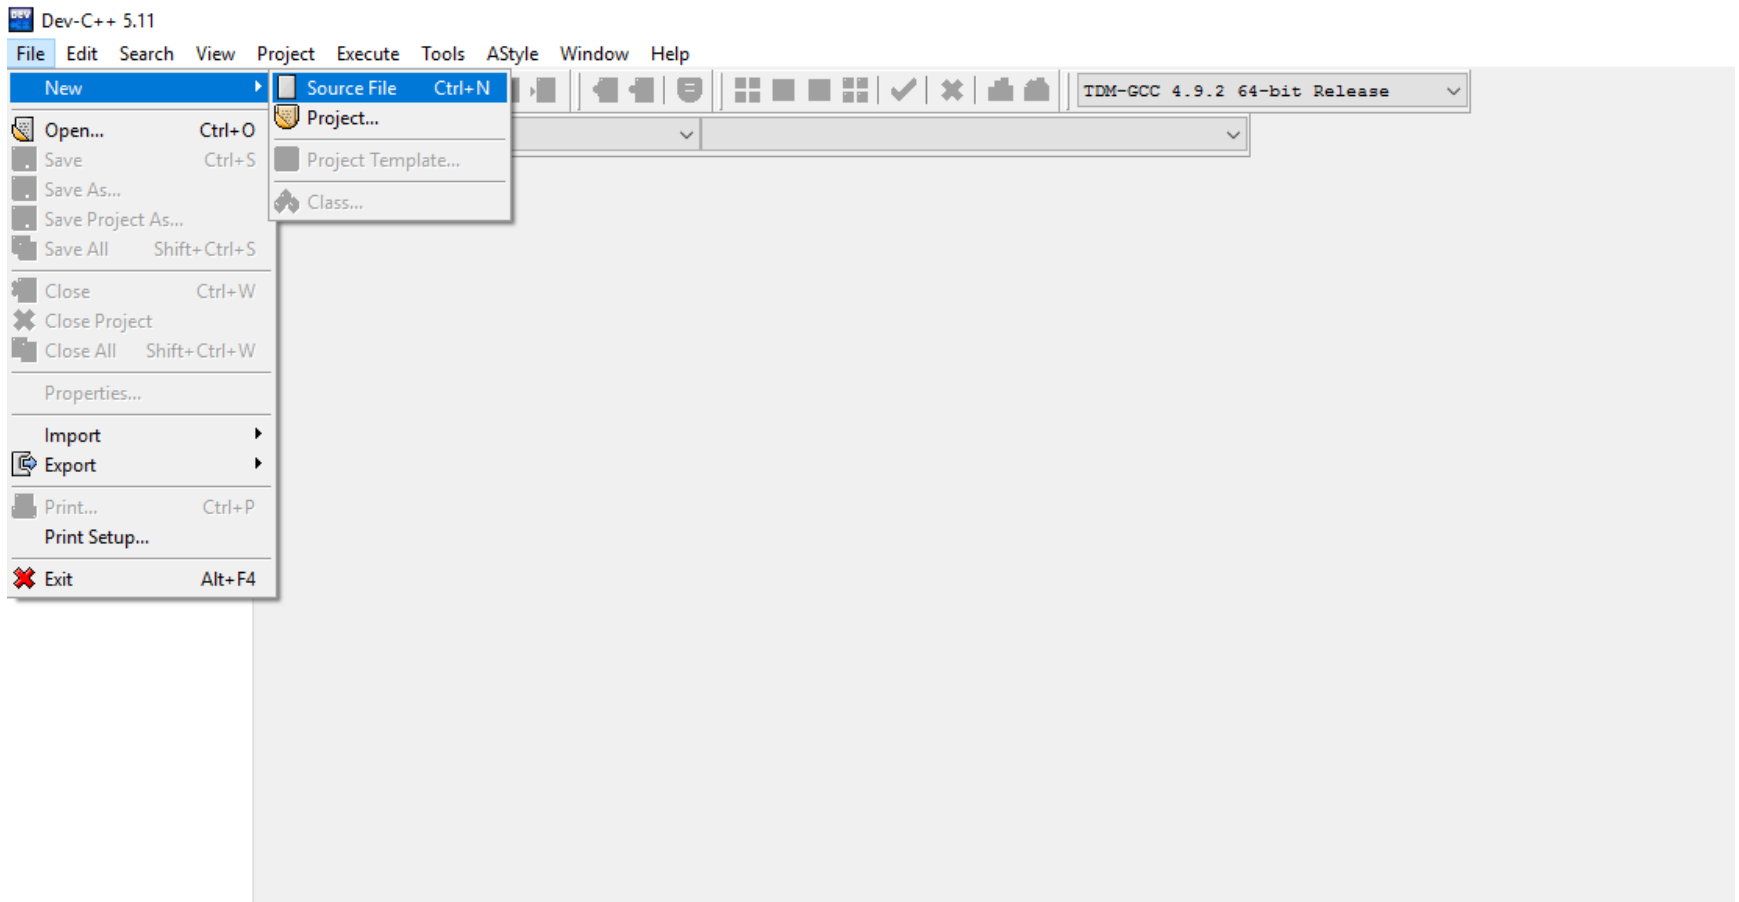 Dev-C++ 5.11
File Edit Search View Project Execute Tools AStyle Window Help
New
Source File Ctrl+N
Project...
Project Template...
Class...
TDM-GCC 4.9.2 64-bit Release
Open... Ctrl+O
Save Ctrl+S
Save As...
Save Project As...
Save All Shift+Ctrl+S
Close Ctrl+W
Close Project
Close All Shift+Ctrl+W
Properties...
Import
Export
Print... Ctrl+P
Print Setup...
Exit Alt+F4